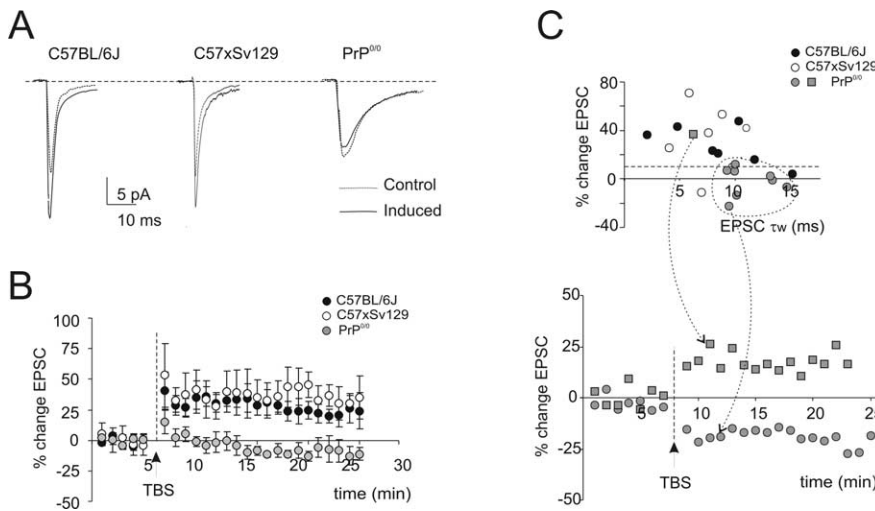 A
C57BL/6J C57xSv129 PrP⁰/⁰
5 pA
10 ms
Control
Induced
B
C57BL/6J
C57xSv129
PrP⁰/⁰
% change EPSC
100
75
50
25
0
-25
-50
5 10 15 20 25 30
TBS
time (min)
C
C57BL/6J
C57xSv129
PrP⁰/⁰
% change EPSC
80
40
0
-40
5 10 15
EPSC τw (ms)
% change EPSC
50
25
0
-25
-50
5 10 15 20 25
TBS
time (min)